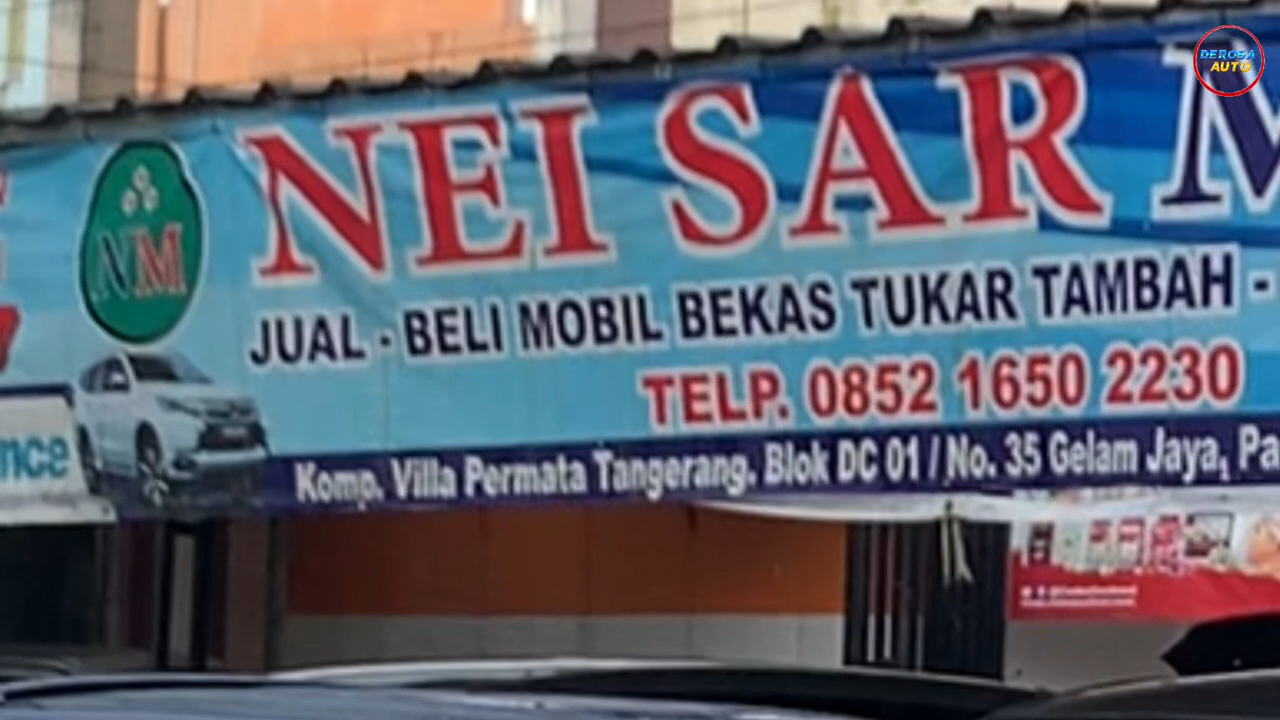 DEROSA
AUTO
NEI SAR M
NM
JUAL - BELI MOBIL BEKAS TUKAR TAMBAH -
TELP. 0852 1650 2230
nce
Komp. Villa Permata Tangerang. Blok DC 01 / No. 35 Gelam Jaya, Pa